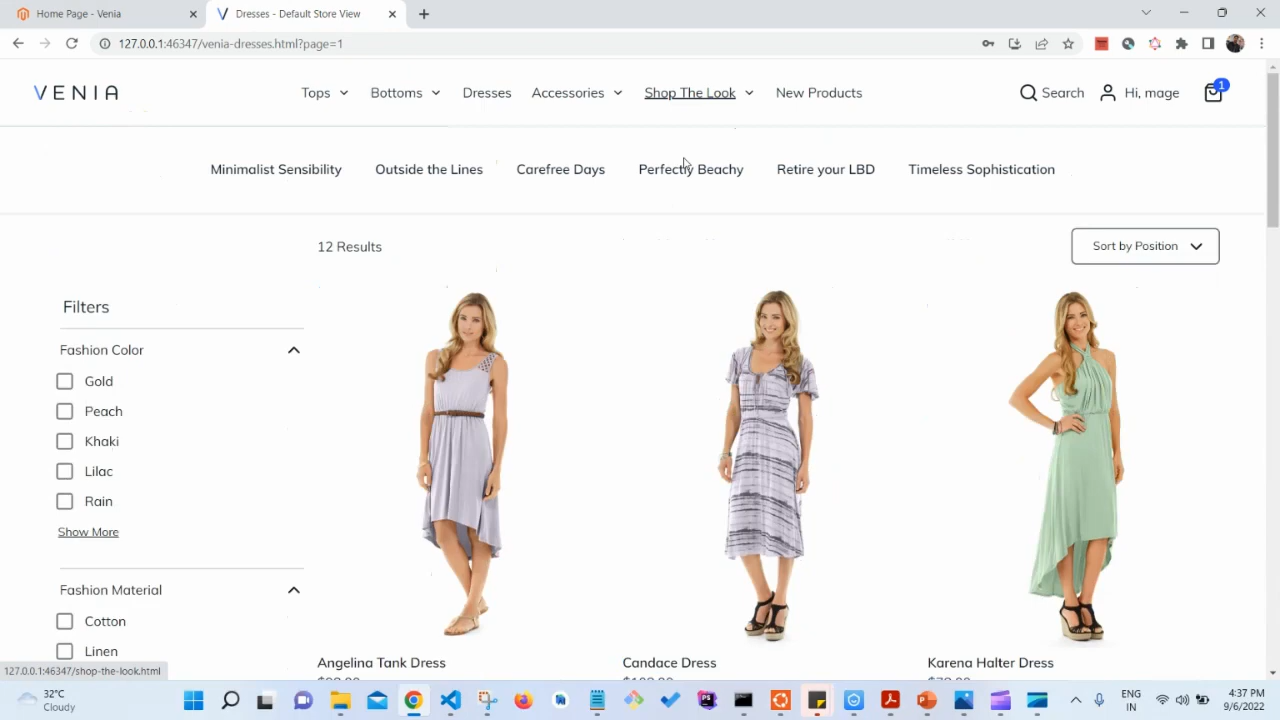 Home Page - Venia
Dresses - Default Store View
127.0.0.1:46347/venia-dresses.html?page=1
VENIA
Tops
Bottoms
Dresses
Accessories
Shop The Look
New Products
Search
Hi, mage
1
Minimalist Sensibility
Outside the Lines
Carefree Days
Perfectly Beachy
Retire your LBD
Timeless Sophistication
12 Results
Sort by Position
Filters
Fashion Color
Gold
Peach
Khaki
Lilac
Rain
Show More
Fashion Material
Cotton
Linen
Angelina Tank Dress
Candace Dress
Karena Halter Dress
127.0.0.1:46347/shop-the-look.html
32°C
Cloudy
ENG
IN
4:37 PM
9/6/2022